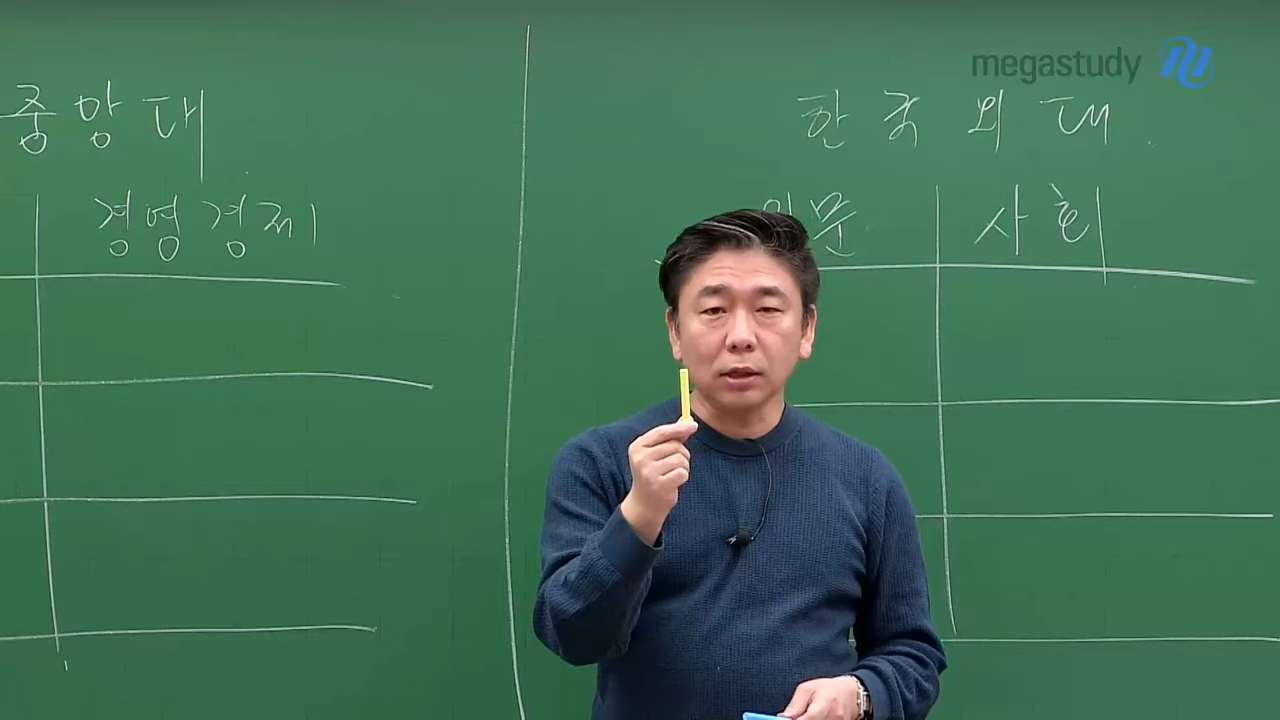 megastudy
중앙대
한국외대.
경영경제
인문
사회